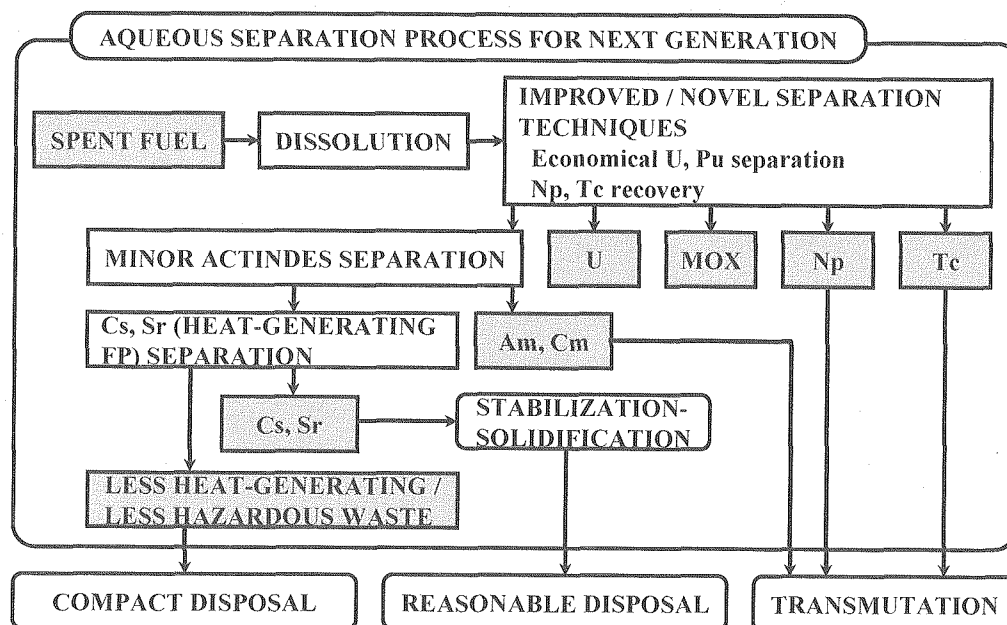 AQUEOUS SEPARATION PROCESS FOR NEXT GENERATION
SPENT FUEL
DISSOLUTION
IMPROVED / NOVEL SEPARATION
TECHNIQUES
Economical U, Pu separation
Np, Tc recovery
MINOR ACTINDES SEPARATION
U
MOX
Np
Tc
Cs, Sr (HEAT-GENERATING
FP) SEPARATION
Am, Cm
Cs, Sr
STABILIZATION-
SOLIDIFICATION
LESS HEAT-GENERATING /
LESS HAZARDOUS WASTE
COMPACT DISPOSAL
REASONABLE DISPOSAL
TRANSMUTATION